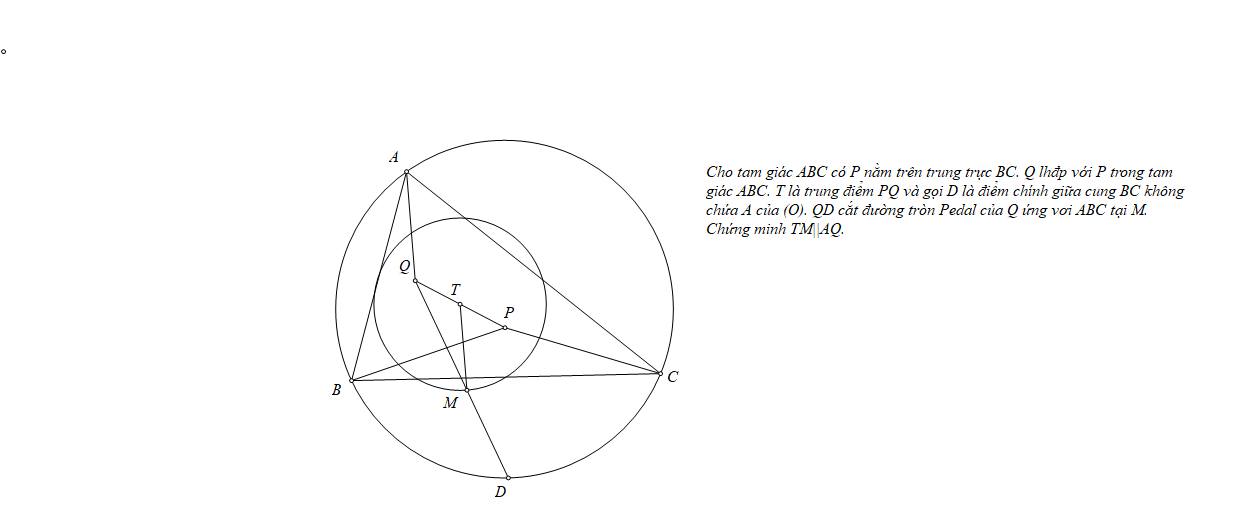 A
Cho tam giác ABC có P nằm trên trung trực BC. Q lhđp với P trong tam
giác ABC. T là trung điểm PQ và gọi D là điểm chính giữa cung BC không
chứa A của (O). QD cắt đường tròn Pedal của Q ứng vơi ABC tại M.
Chứng minh TM||AQ.
Q
T
P
B
C
M
D